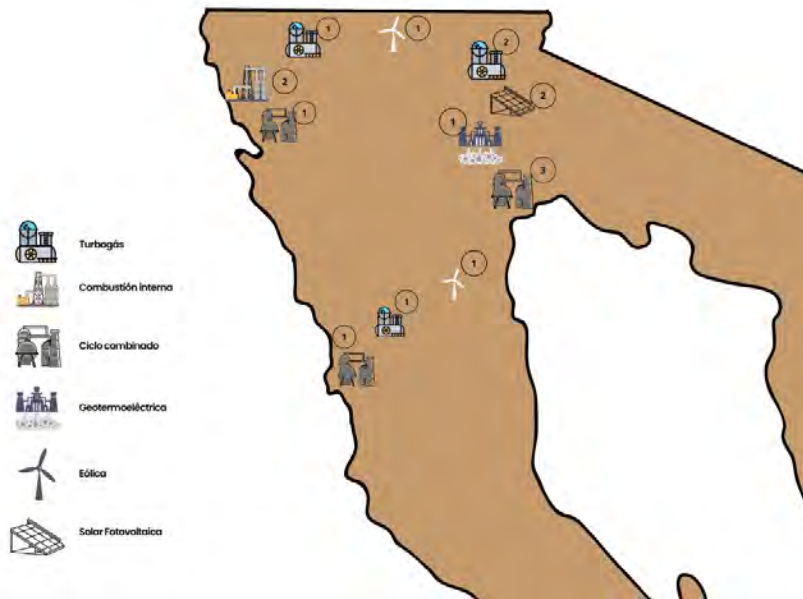 1
1
2
2
2
1
1
3
1
1
1
Turbogás
Combustión interna
Ciclo combinado
Geotermoeléctrica
Eólica
Solar Fotovoltaica